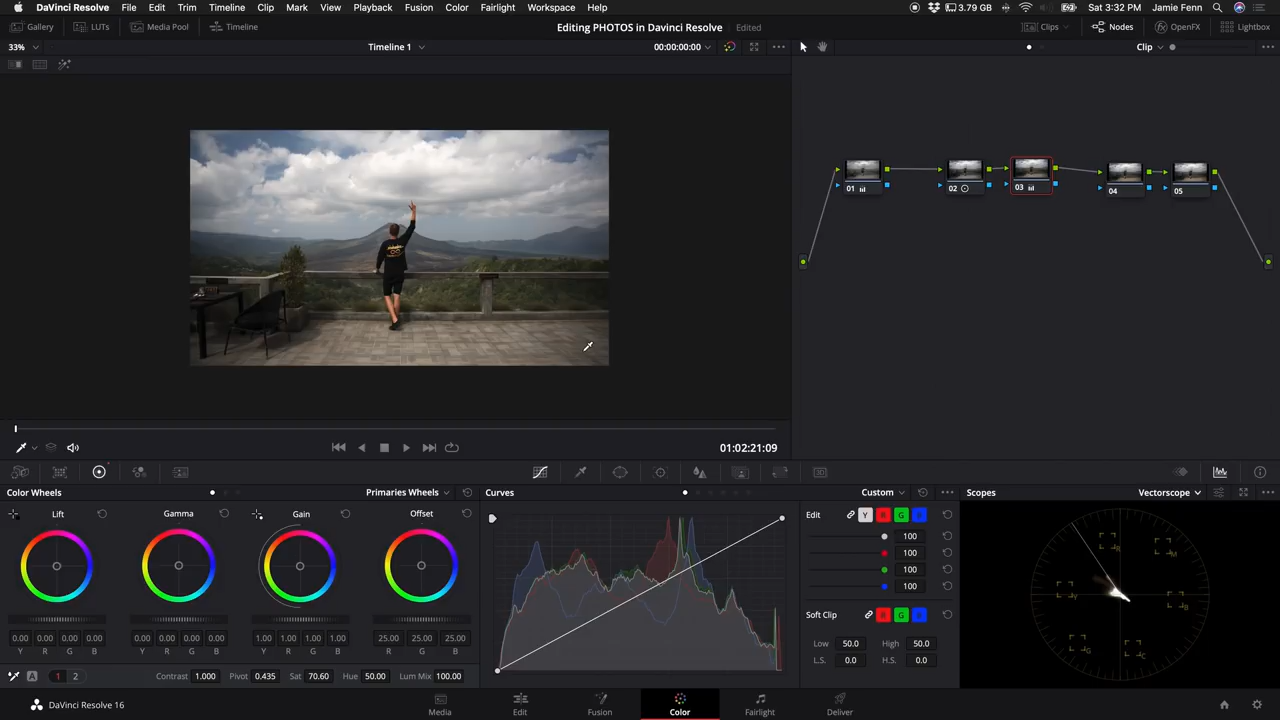 DaVinci Resolve File Edit Trim Timeline Clip Mark View Playback Fusion Color Fairlight Workspace Help 3.79 GB Sat 3:32 PM Jamie Fenn
Gallery LUTs Media Pool Timeline Editing PHOTOS in Davinci Resolve Edited Clips Nodes OpenFX Lightbox
33% Timeline 1 00:00:00:00 Clip
01 02 03 04 05
01:02:21:09
Color Wheels Primaries Wheels Curves Custom Scopes Vectorscope
Lift Gamma Gain Offset Edit Y R G B 100
100
100
100
Soft Clip R G B
0.00 0.00 0.00 0.00 0.00 0.00 0.00 0.00 1.00 1.00 1.00 1.00 25.00 25.00 25.00 Low 50.0 High 50.0
Y R G B Y R G B Y R G B R G B L.S. 0.0 H.S. 0.0
A 1 2 Contrast 1.000 Pivot 0.435 Sat 70.60 Hue 50.00 Lum Mix 100.00
R M B C G Y
DaVinci Resolve 16 Media Edit Fusion Color Fairlight Deliver